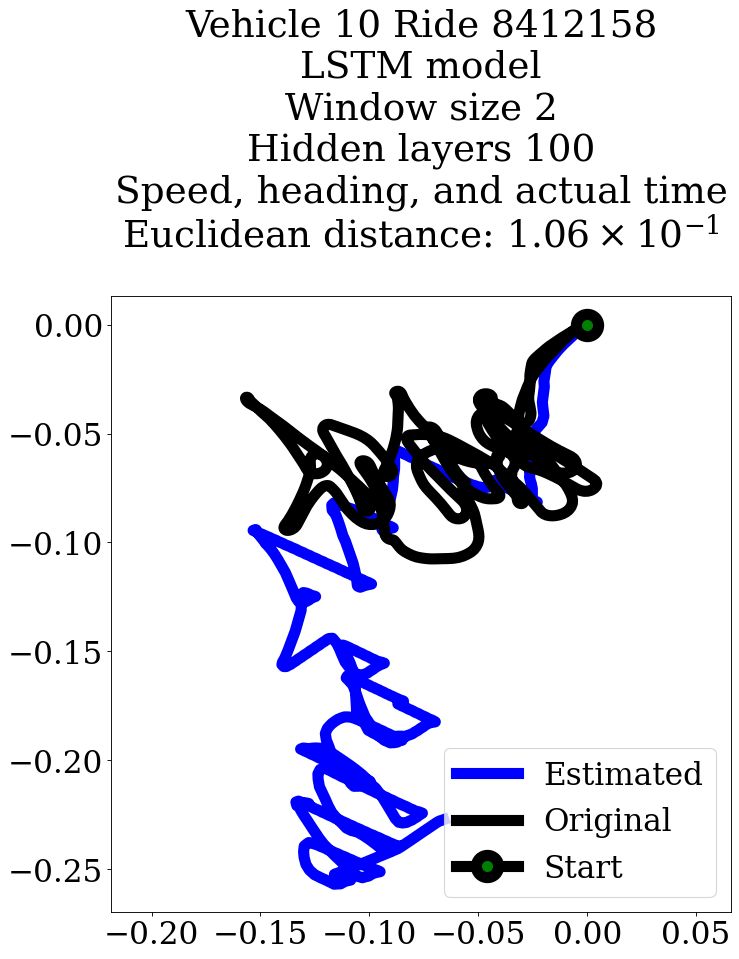 Vehicle 10 Ride 8412158
LSTM model
Window size 2
Hidden layers 100
Speed, heading, and actual time
Euclidean distance: 1.06 × 10⁻¹
0.00
−0.05
−0.10
−0.15
−0.20
−0.25
Estimated
Original
Start
−0.20 −0.15 −0.10 −0.05 0.00 0.05